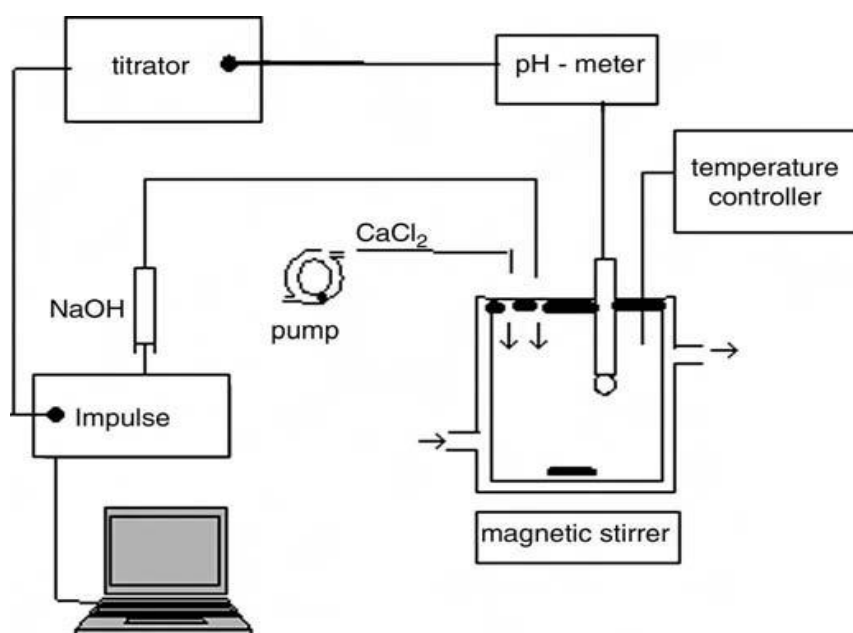 titrator
pH - meter
temperature
controller
CaCl₂
NaOH
pump
Impulse
magnetic stirrer